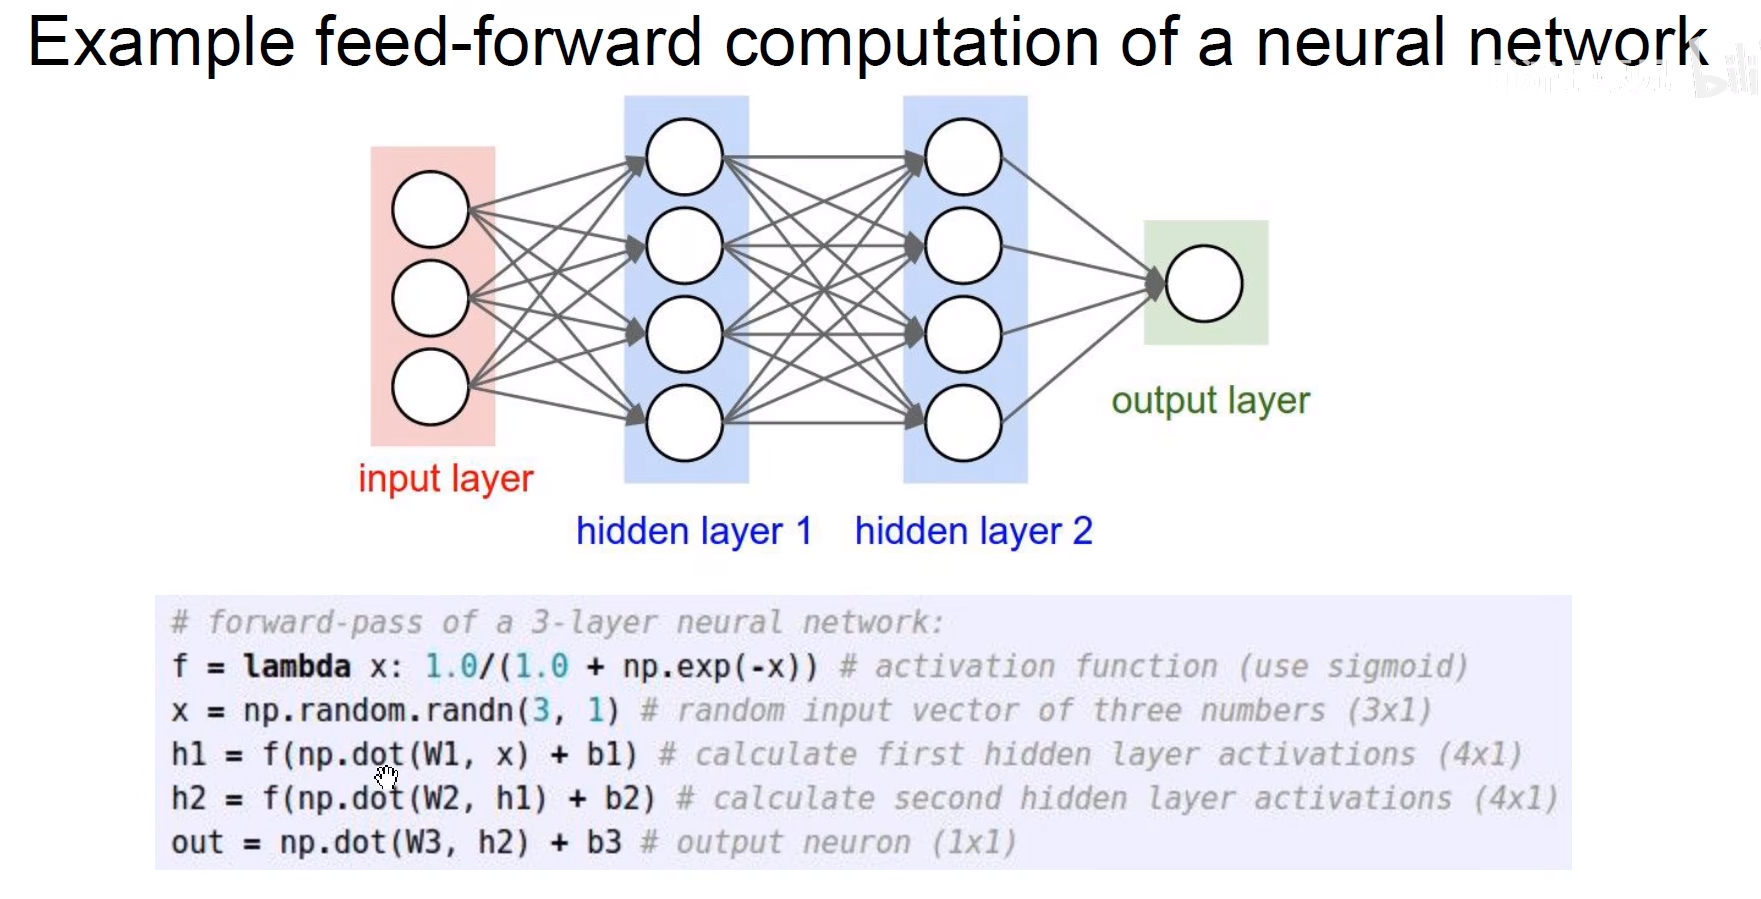 Example feed-forward computation of a neural network
bili
input layer
hidden layer 1
hidden layer 2
output layer
# forward-pass of a 3-layer neural network:
f = lambda x: 1.0/(1.0 + np.exp(-x)) # activation function (use sigmoid)
x = np.random.randn(3, 1) # random input vector of three numbers (3x1)
h1 = f(np.dot(W1, x) + b1) # calculate first hidden layer activations (4x1)
h2 = f(np.dot(W2, h1) + b2) # calculate second hidden layer activations (4x1)
out = np.dot(W3, h2) + b3 # output neuron (1x1)